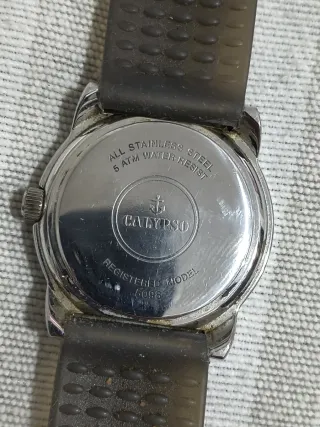 ALL STAINLESS STEEL
5 ATM WATER RESIST
CALYPSO
REGISTERED MODEL